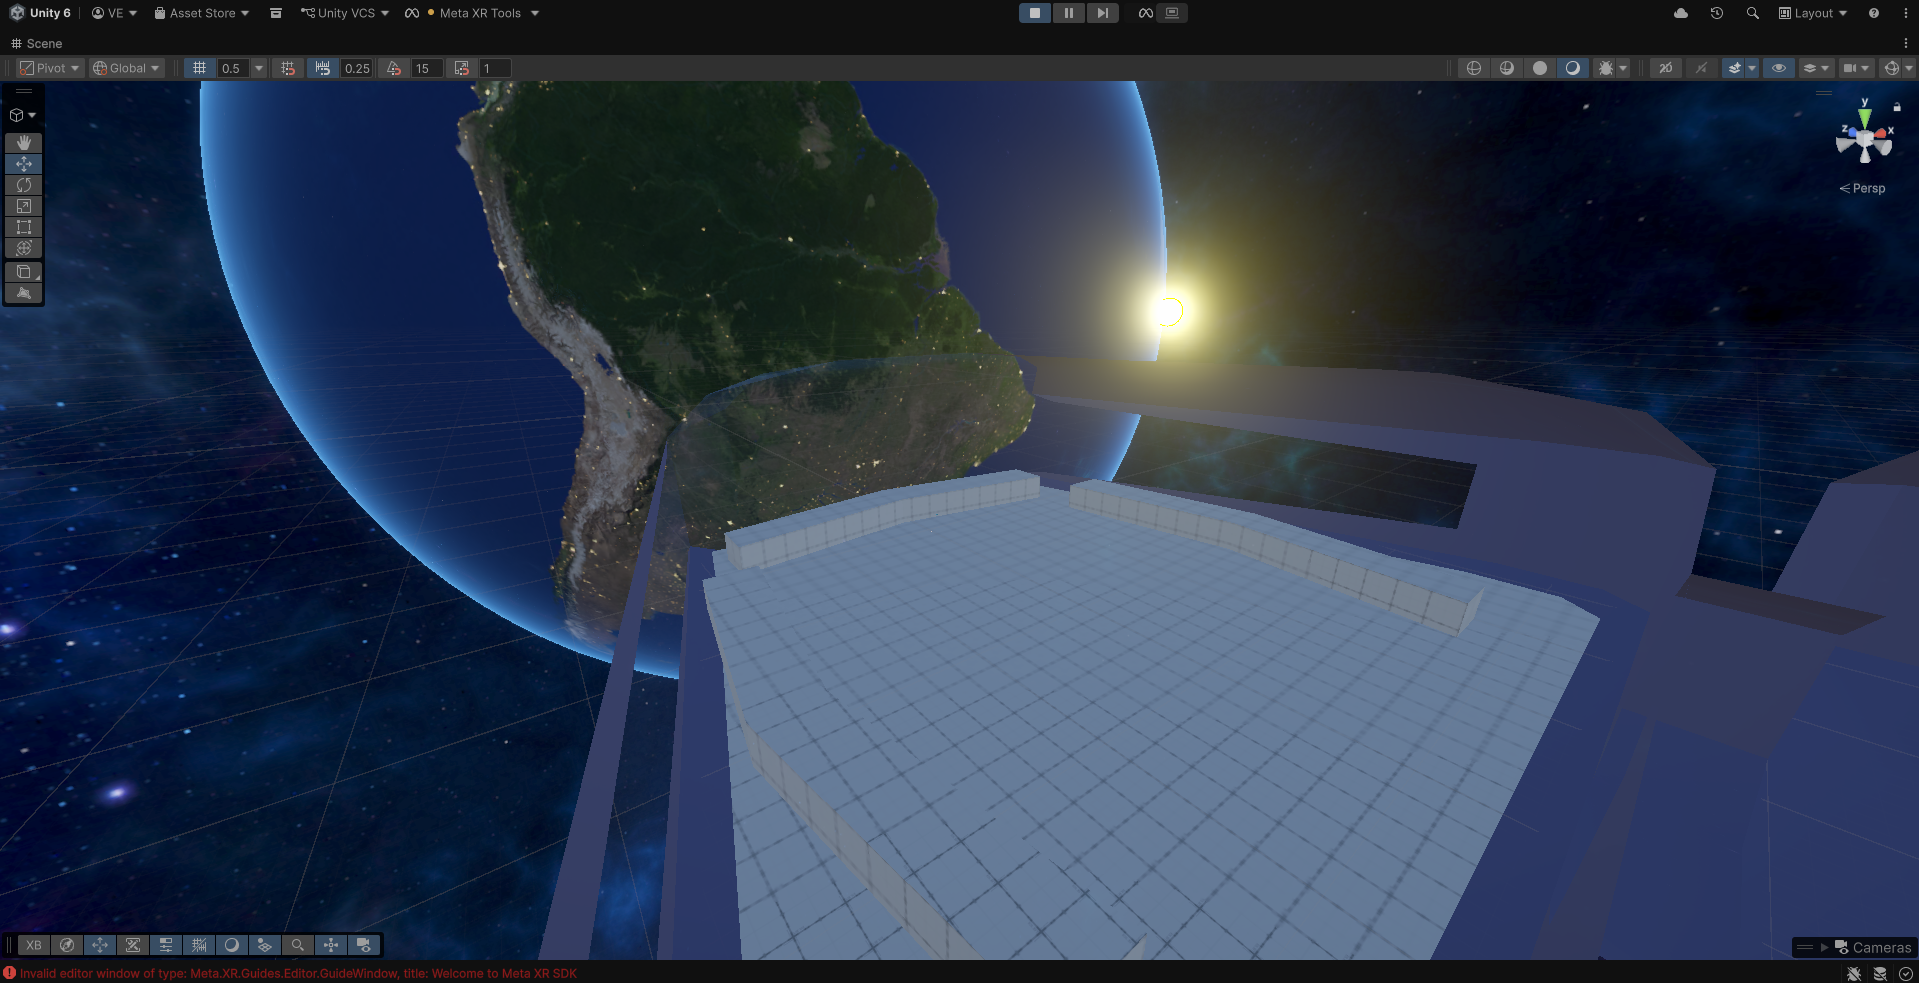 Unity 6 VE Asset Store Unity VCS Meta XR Tools Layout
Scene
Pivot Global 0.5 0.25 15 1 2D
y
z x
Persp
XB
Cameras
Invalid editor window of type: Meta.XR.Guides.Editor.GuideWindow, title: Welcome to Meta XR SDK